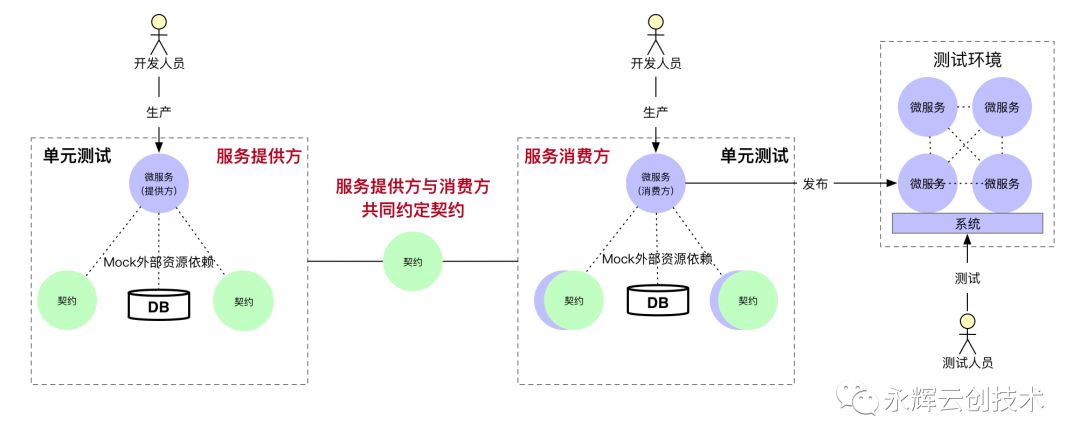 开发人员
生产
单元测试
服务提供方
微服务
(提供方)
Mock外部资源依赖
契约
DB
契约
服务提供方与消费方
共同约定契约
契约
开发人员
生产
服务消费方
单元测试
微服务
(消费方)
Mock外部资源依赖
契约
DB
契约
发布
测试环境
微服务
微服务
微服务
微服务
系统
测试
测试人员
永辉云创技术